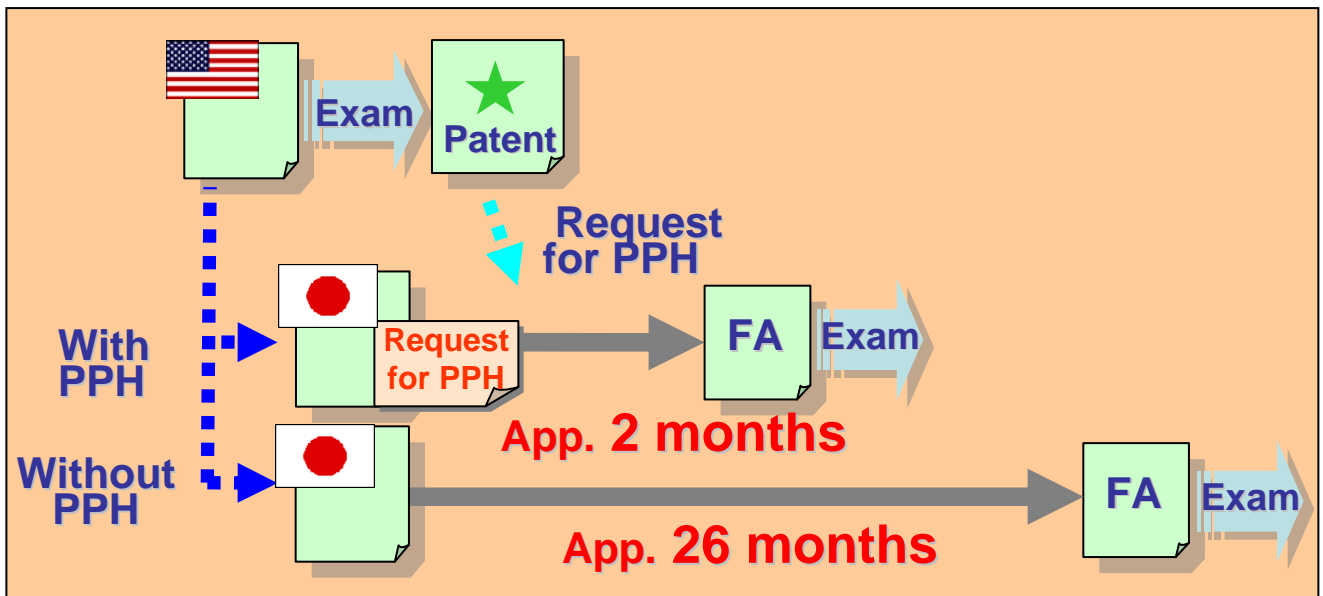 Exam
Patent
Request
for PPH
With
PPH
Request
for PPH
FA
Exam
App. 2 months
Without
PPH
FA
Exam
App. 26 months